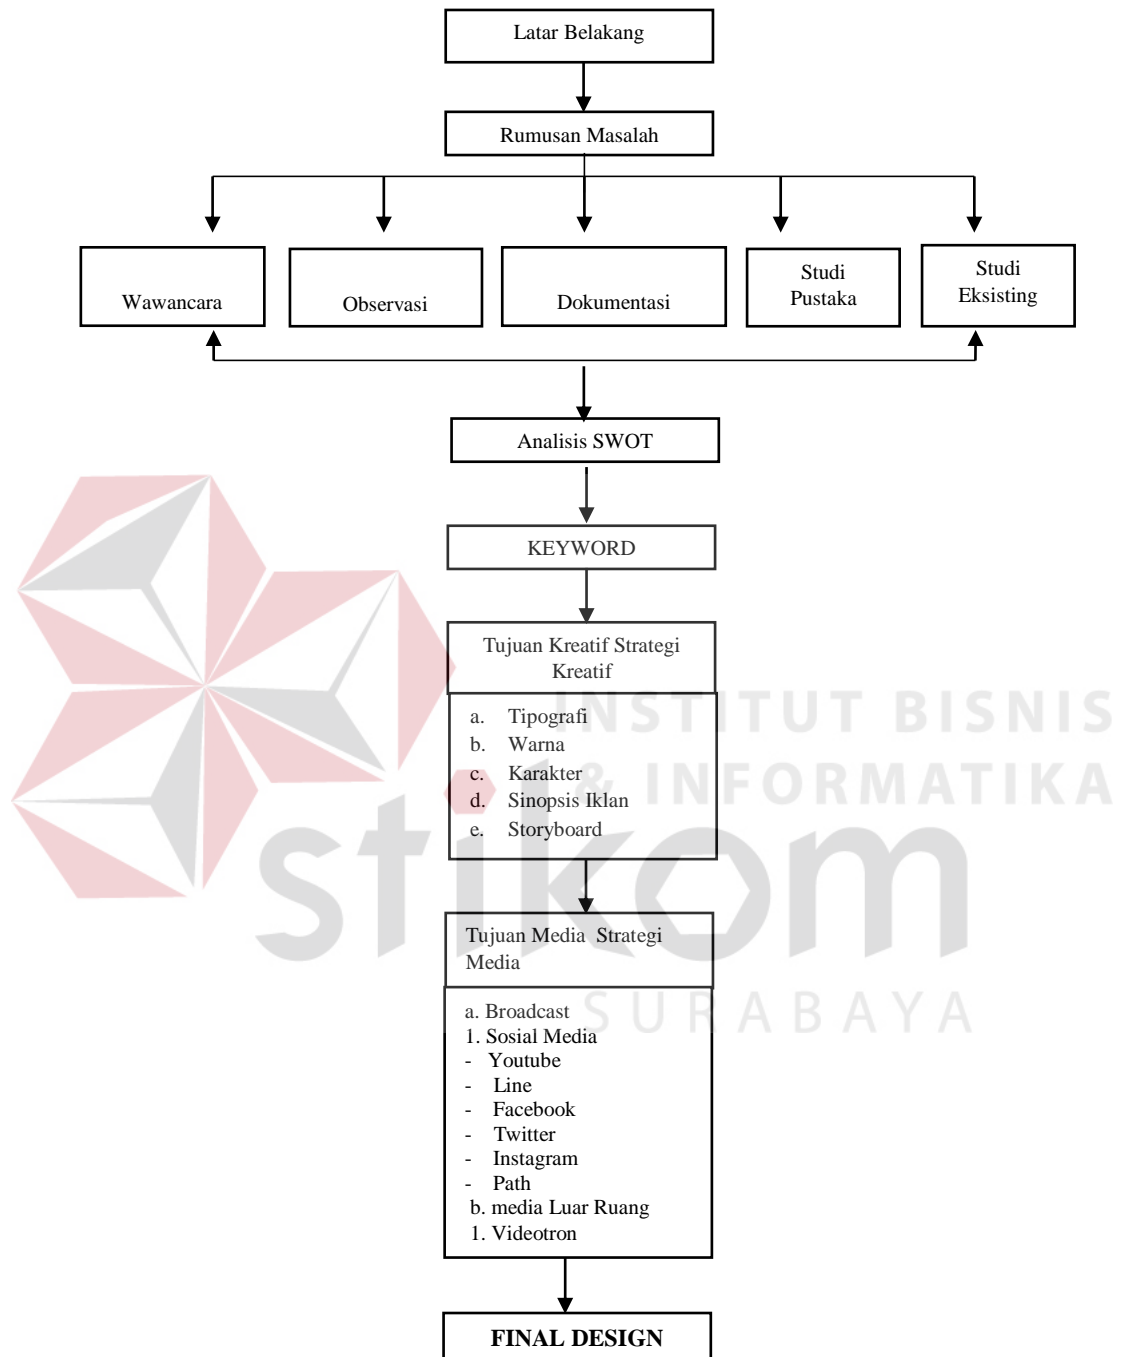 Latar Belakang
Rumusan Masalah
Wawancara
Observasi
Dokumentasi
Studi
Pustaka
Studi
Eksisting
Analisis SWOT
KEYWORD
Tujuan Kreatif Strategi
Kreatif
a. Tipografi
b. Warna
c. Karakter
d. Sinopsis Iklan
e. Storyboard
INSTITUT BISNIS
& INFORMATIKA
stikom
SURABAYA
Tujuan Media Strategi
Media
a. Broadcast
1. Sosial Media
- Youtube
- Line
- Facebook
- Twitter
- Instagram
- Path
b. media Luar Ruang
1. Videotron
FINAL DESIGN